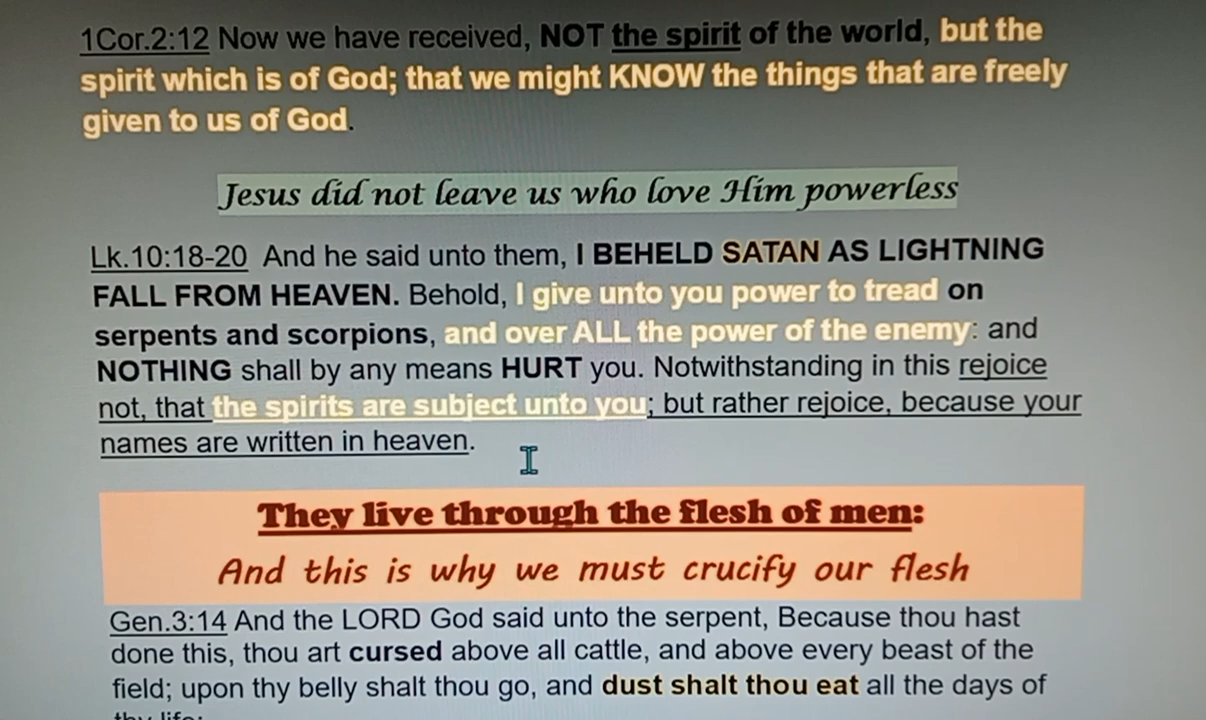 1Cor.2:12 Now we have received, NOT the spirit of the world, but the
spirit which is of God; that we might KNOW the things that are freely
given to us of God.
Jesus did not leave us who love Him powerless
Lk.10:18-20 And he said unto them, I BEHELD SATAN AS LIGHTNING
FALL FROM HEAVEN. Behold, I give unto you power to tread on
serpents and scorpions, and over ALL the power of the enemy: and
NOTHING shall by any means HURT you. Notwithstanding in this rejoice
not, that the spirits are subject unto you; but rather rejoice, because your
names are written in heaven.
They live through the flesh of men:
And this is why we must crucify our flesh
Gen.3:14 And the LORD God said unto the serpent, Because thou hast
done this, thou art cursed above all cattle, and above every beast of the
field; upon thy belly shalt thou go, and dust shalt thou eat all the days of
thy life: